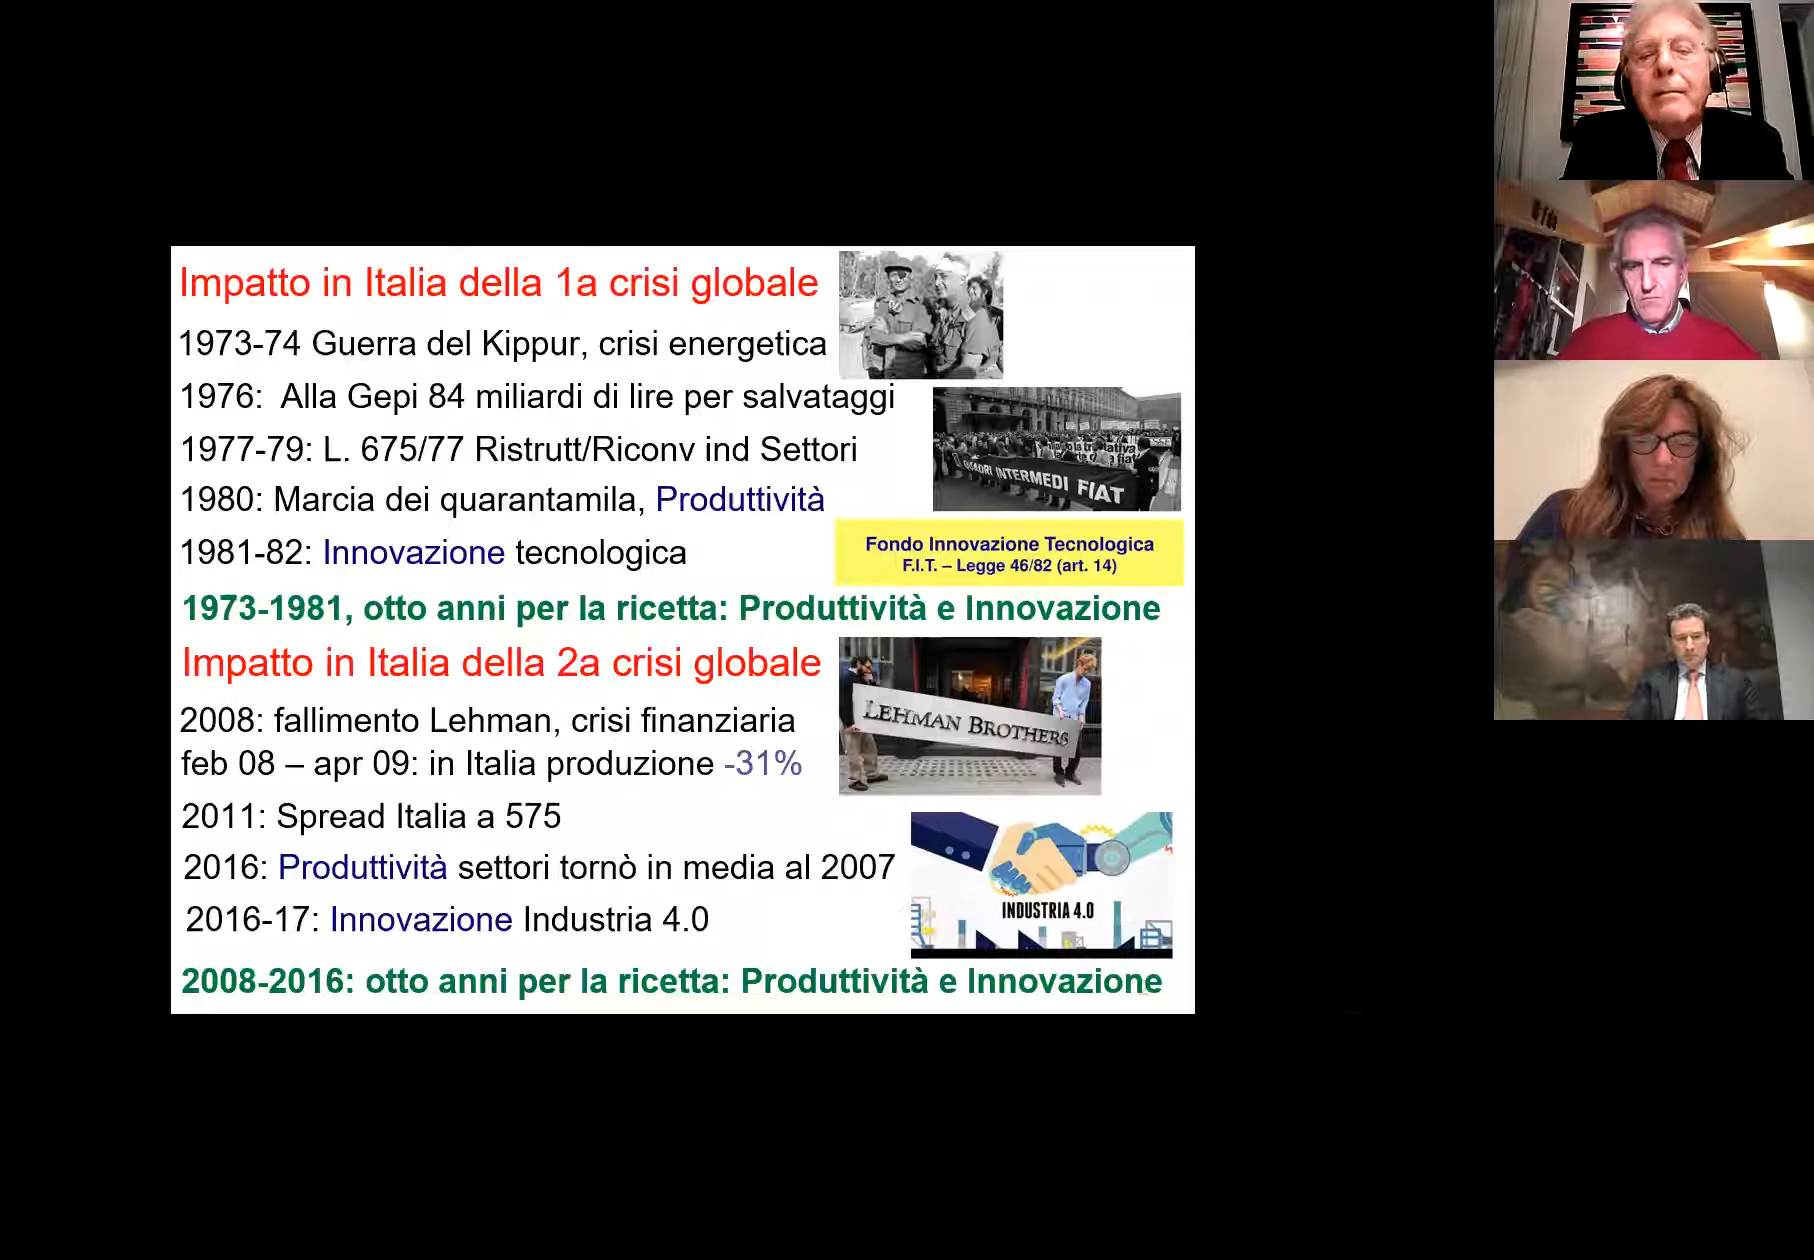 Impatto in Italia della 1a crisi globale
1973-74 Guerra del Kippur, crisi energetica
1976:  Alla Gepi 84 miliardi di lire per salvataggi
1977-79: L. 675/77 Ristrutt/Riconv ind Settori
1980: Marcia dei quarantamila, Produttività
INTERMEDI FIAT
1981-82: Innovazione tecnologica
Fondo Innovazione Tecnologica
F.I.T. – Legge 46/82 (art. 14)
1973-1981, otto anni per la ricetta: Produttività e Innovazione
Impatto in Italia della 2a crisi globale
2008: fallimento Lehman, crisi finanziaria
LEHMAN BROTHERS
feb 08 – apr 09: in Italia produzione -31%
2011: Spread Italia a 575
2016: Produttività settori tornò in media al 2007
2016-17: Innovazione Industria 4.0
INDUSTRIA 4.0
2008-2016: otto anni per la ricetta: Produttività e Innovazione